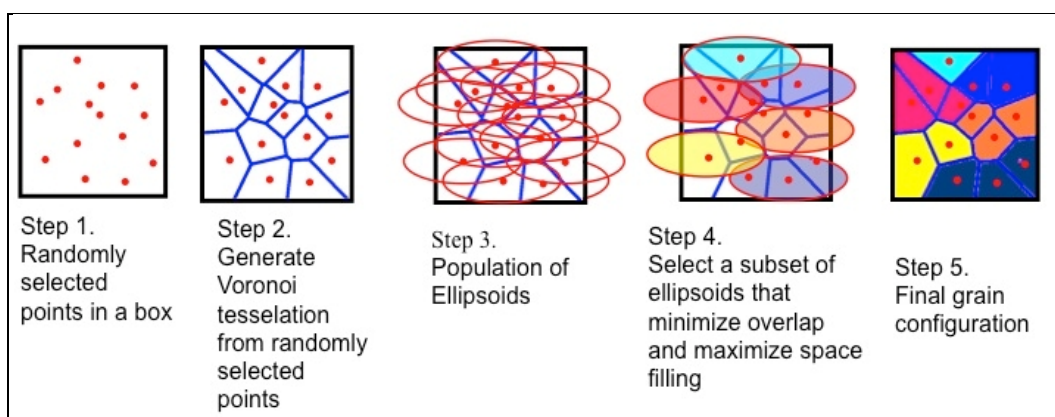 Step 1.
Randomly
selected
points in a box
Step 2.
Generate
Voronoi
tesselation
from randomly
selected
points
Step 3.
Population of
Ellipsoids
Step 4.
Select a subset of
ellipsoids that
minimize overlap
and maximize space
filling
Step 5.
Final grain
configuration